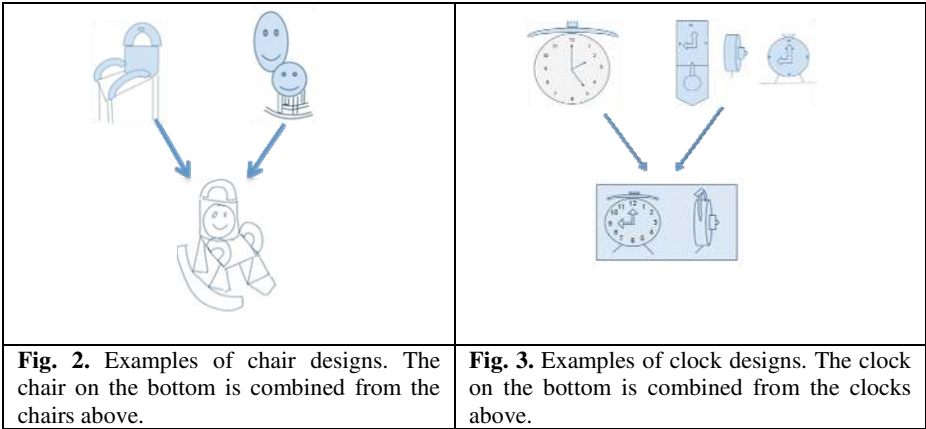 Fig. 2. Examples of chair designs. The
chair on the bottom is combined from the
chairs above.
Fig. 3. Examples of clock designs. The clock
on the bottom is combined from the clocks
above.